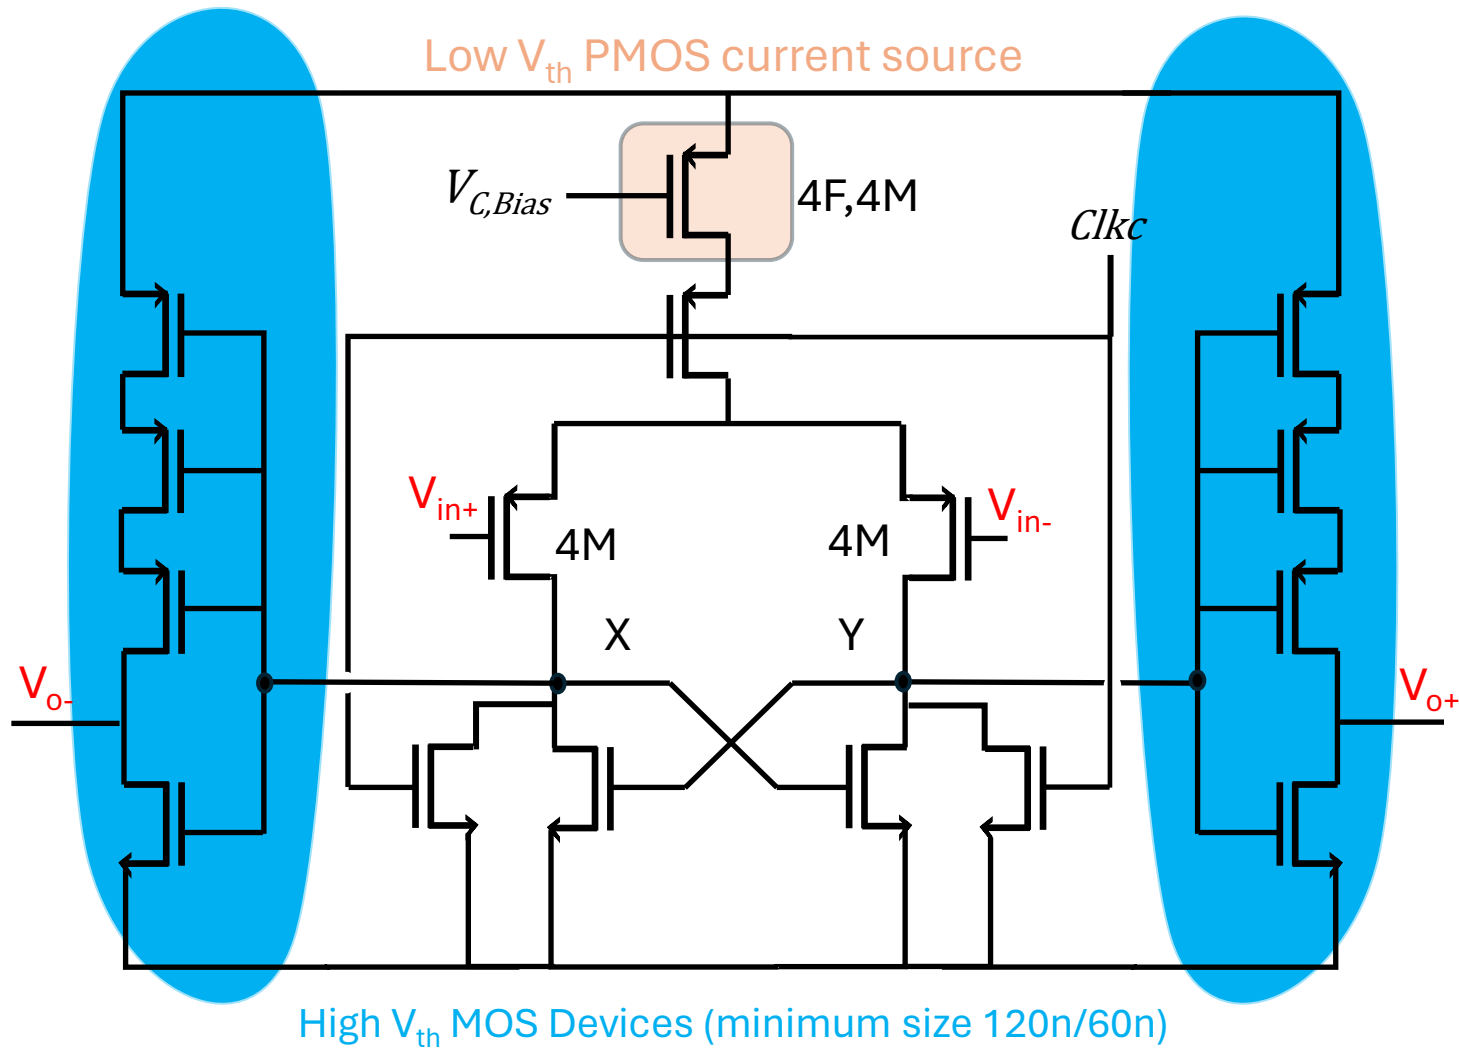 Low Vth PMOS current source
VC,Bias
4F,4M
Clkc
Vin+
Vin-
4M
4M
X
Y
Vo-
Vo+
High Vth MOS Devices (minimum size 120n/60n)